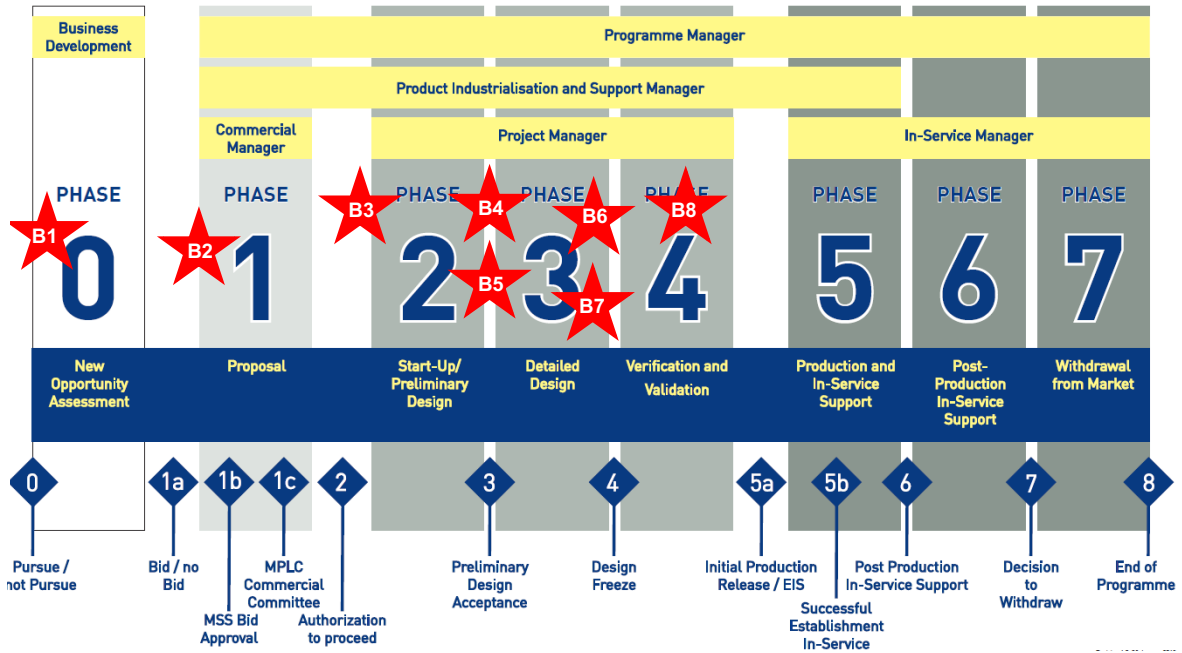 Business
Development
Programme Manager
Product Industrialisation and Support Manager
Commercial
Manager
Project Manager
In-Service Manager
PHASE
PHASE
PHASE
PHASE
PHASE
PHASE
PHASE
PHASE
B1
B2
B3
B4
B5
B6
B7
B8
0
1
2
3
4
5
6
7
New
Opportunity
Assessment
Proposal
Start-Up/
Preliminary
Design
Detailed
Design
Verification and
Validation
Production and
In-Service
Support
Post-
Production
In-Service
Support
Withdrawal
from Market
0
1a
1b
1c
2
3
4
5a
5b
6
7
8
Pursue /
not Pursue
Bid / no
Bid
MSS Bid
Approval
MPLC
Commercial
Committee
Authorization
to proceed
Preliminary
Design
Acceptance
Design
Freeze
Initial Production
Release / EIS
Successful
Establishment
In-Service
Post Production
In-Service Support
Decision
to
Withdraw
End of
Programme